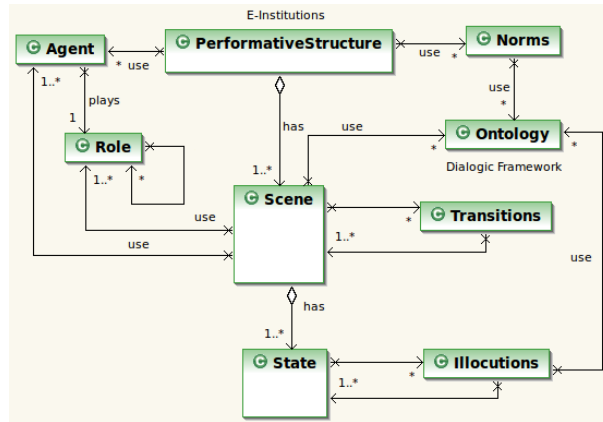 E-Institutions
C Agent
C PerformativeStructure
C Norms
* use
use *
1..*
plays
1
has
use
*
C Role
use
*
C Ontology
*
Dialogic Framework
1..* *
1..*
C Scene
C Transitions
use
*
1..*
use
use
has
1..*
C State
C Illocutions
*
1..*